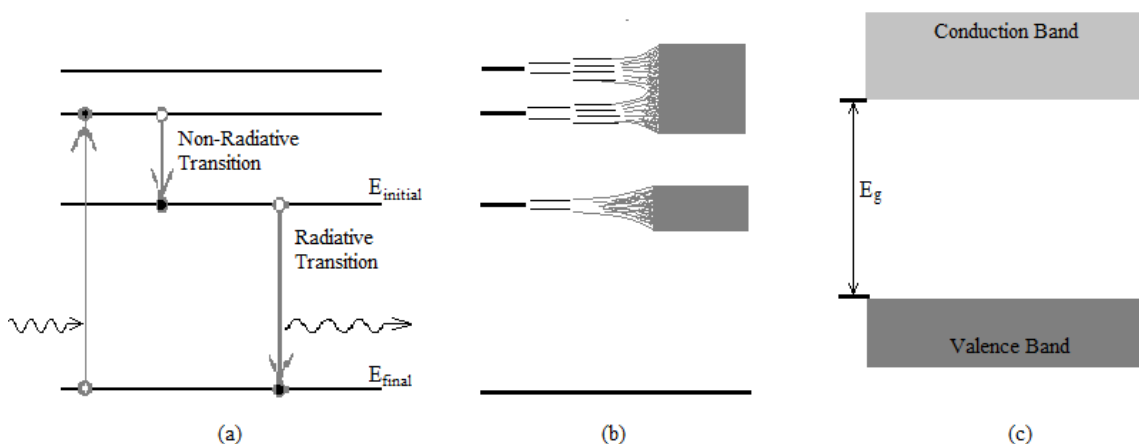 Non-Radiative
Transition
E_initial
Radiative
Transition
E_final
(a)
(b)
Conduction Band
E_g
Valence Band
(c)